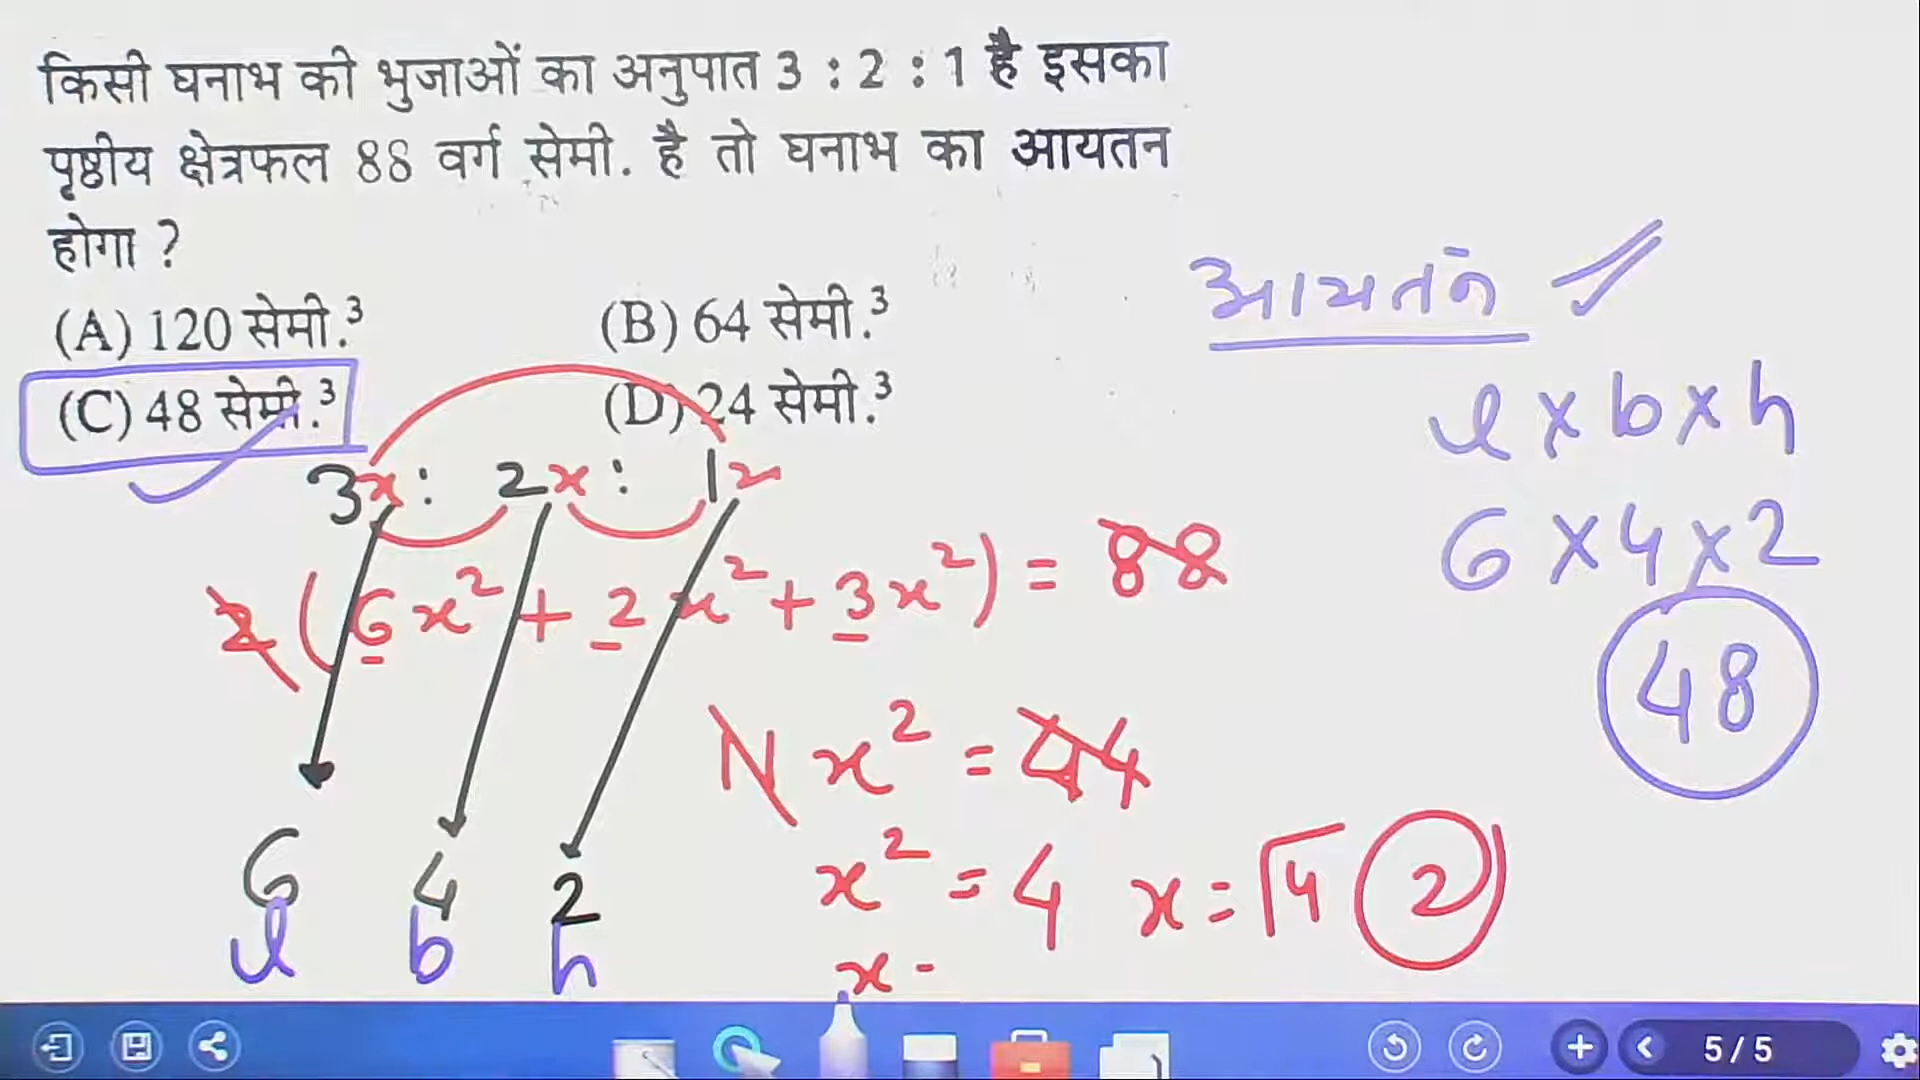 किसी घनाभ की भुजाओं का अनुपात 3 : 2 : 1 है इसका
पृष्ठीय क्षेत्रफल 88 वर्ग सेमी. है तो घनाभ का आयतन
होगा ?
(A) 120 सेमी.³ (B) 64 सेमी.³
(C) 48 सेमी.³ (D) 24 सेमी.³
3x : 2x : 1x
2(6x² + 2x² + 3x²) = 88
11x² = 44
x² = 4 x = √4 2
x -
6 4 2
l b h
आयतन
l × b × h
6 × 4 × 2
48
5 / 5